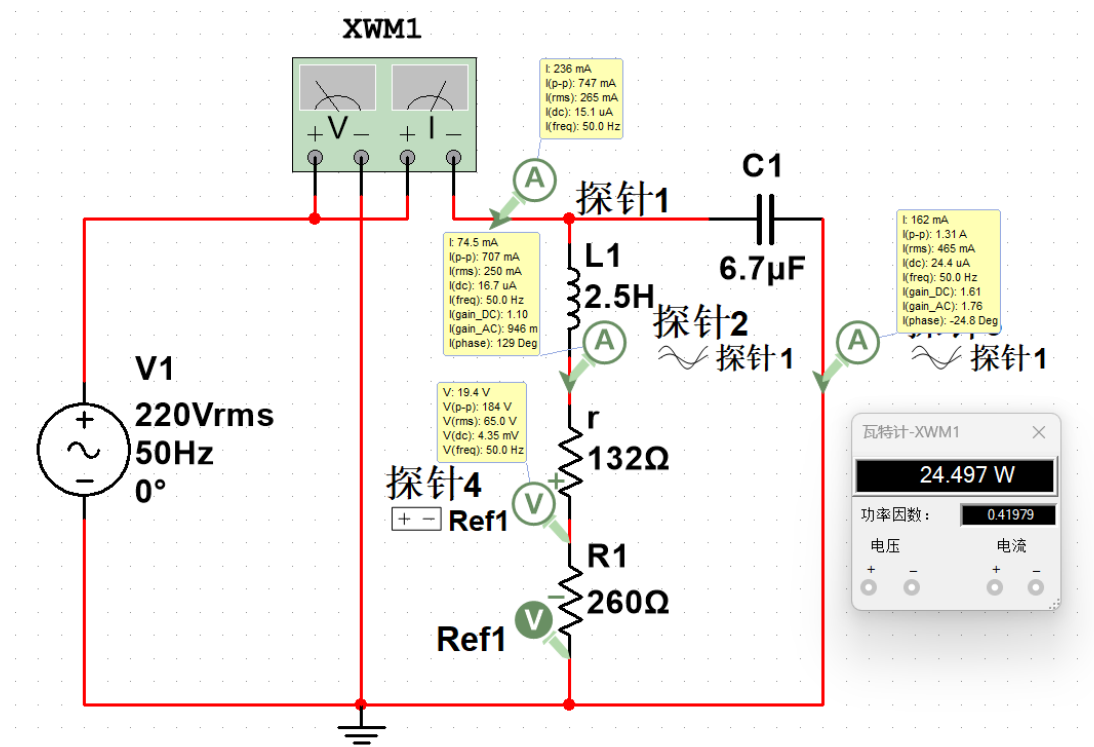 XWM1
V
I
+
−
+
−
I: 236 mA
I(p-p): 747 mA
I(rms): 265 mA
I(dc): 15.1 uA
I(freq): 50.0 Hz
A
探针1
C1
6.7µF
I: 74.5 mA
I(p-p): 707 mA
I(rms): 250 mA
I(dc): 16.7 uA
I(freq): 50.0 Hz
I(gain_DC): 1.10
I(gain_AC): 946 m
I(phase): 129 Deg
L1
2.5H
A
探针2
探针1
I: 162 mA
I(p-p): 1.31 A
I(rms): 465 mA
I(dc): 24.4 uA
I(freq): 50.0 Hz
I(gain_DC): 1.61
I(gain_AC): 1.76
I(phase): -24.8 Deg
A
探针1
V1
220Vrms
50Hz
0°
+
−
V: 19.4 V
V(p-p): 184 V
V(rms): 65.0 V
V(dc): 4.35 mV
V(freq): 50.0 Hz
r
132Ω
探针4
+ −
Ref1
V
+
R1
260Ω
−
V
Ref1
瓦特计-XWM1
24.497 W
功率因数：
0.41979
电压
电流
+
−
+
−